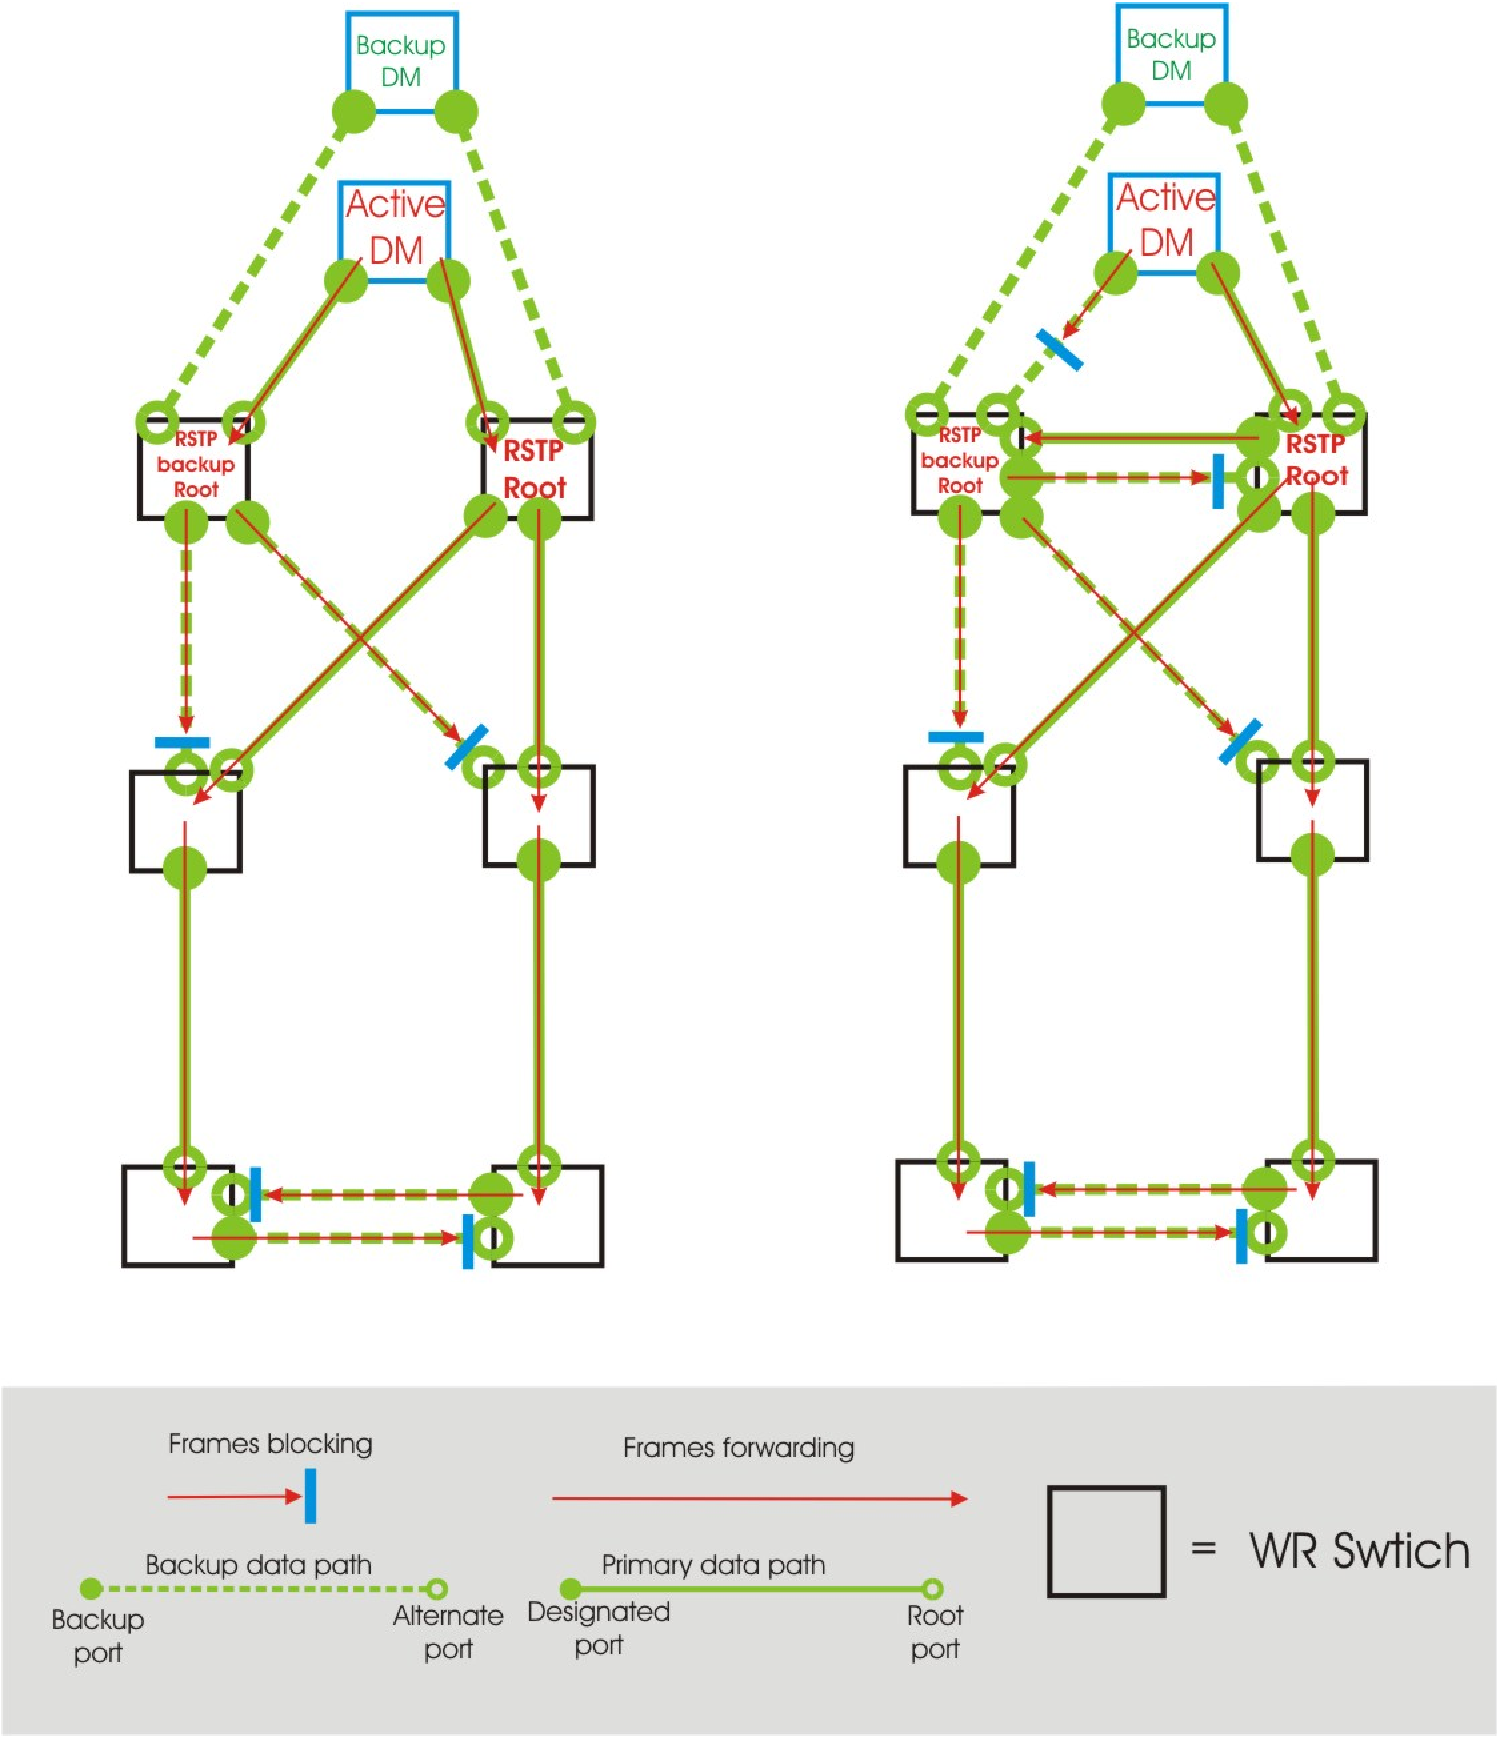 Backup
DM
Backup
DM
Active
DM
Active
DM
RSTP
backup
Root
RSTP
Root
RSTP
backup
Root
RSTP
Root
Frames blocking
Frames forwarding
Backup data path
Primary data path
= WR Swtich
Backup
port
Alternate
port
Designated
port
Root
port